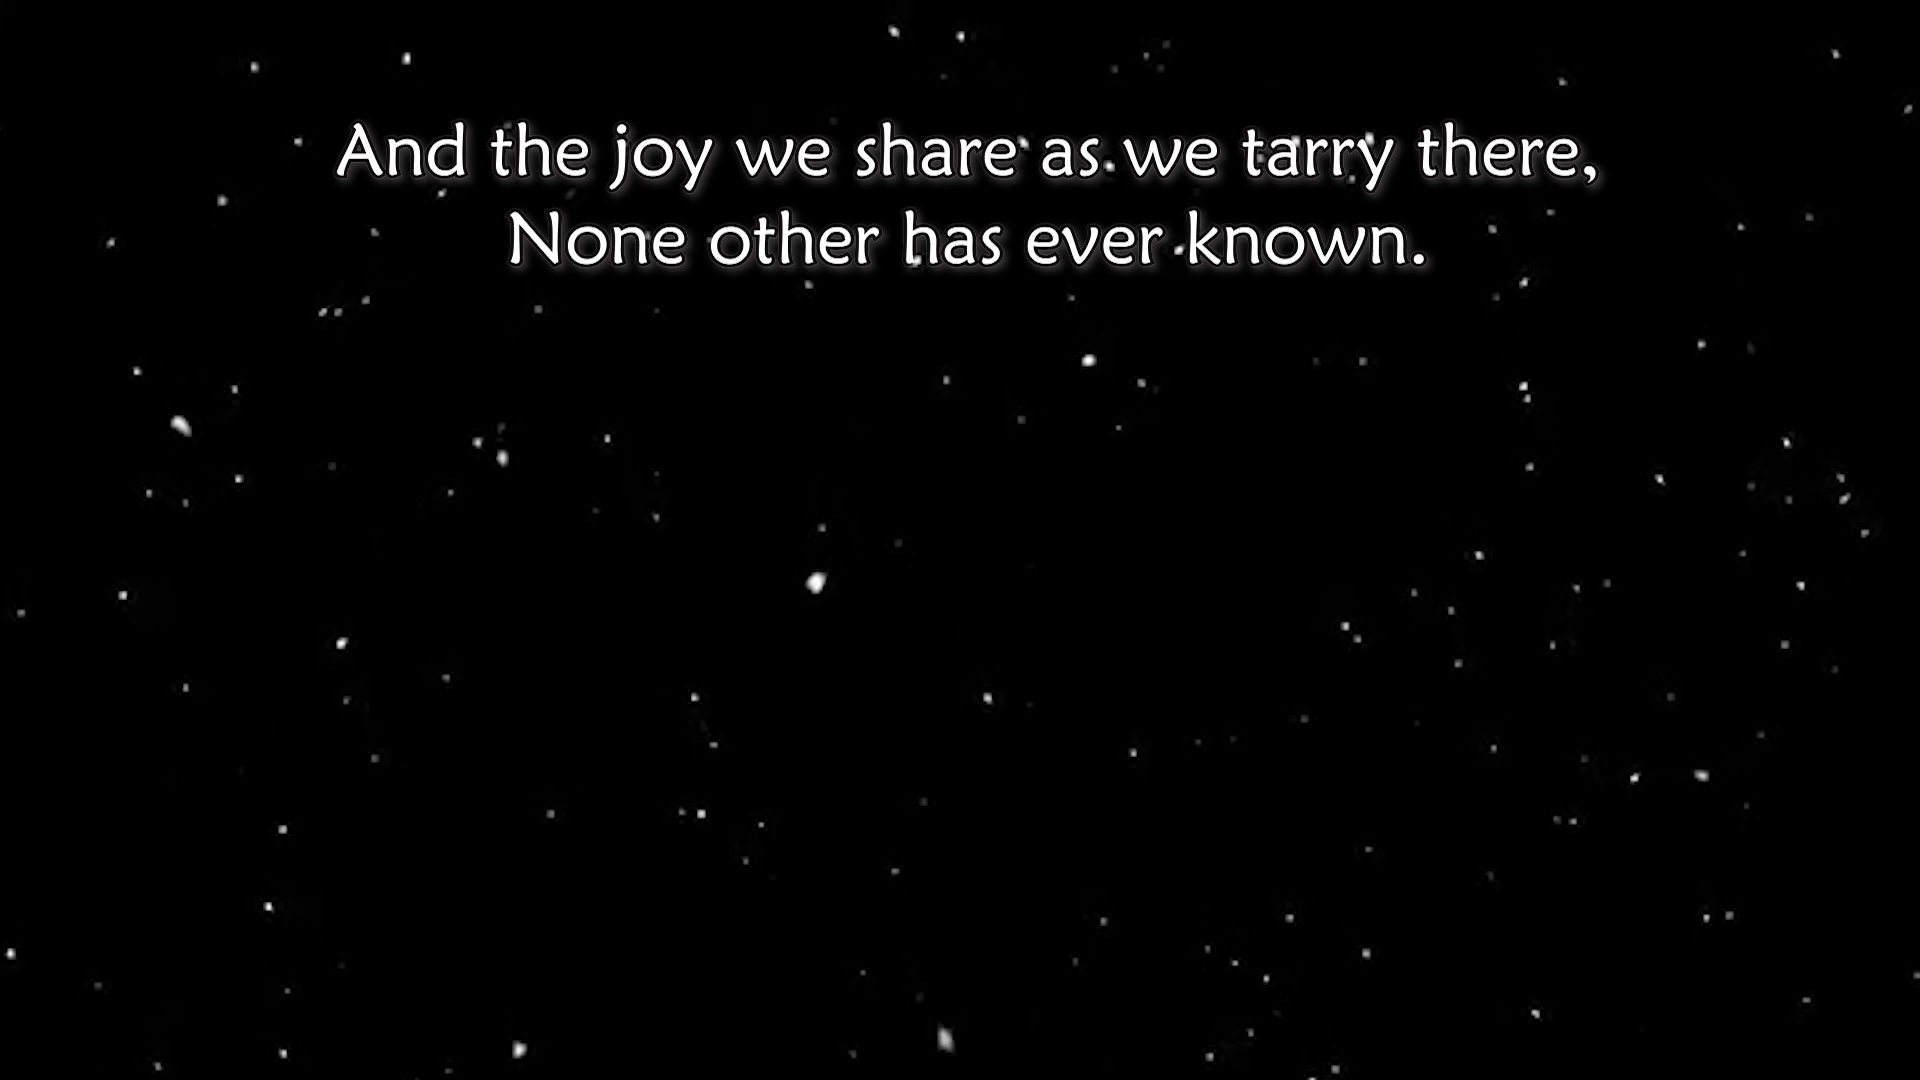 And the joy we share as we tarry there,
None other has ever known.